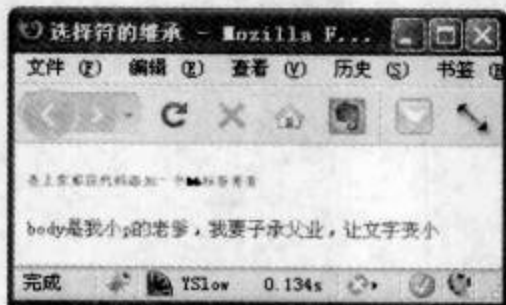 选择符的继承 - Mozilla F...
文件 (F) 编辑 (E) 查看 (V) 历史 (S) 书签
body是我小p的老爹，我要子承父业，让文字变小
完成 YSlow 0.134s